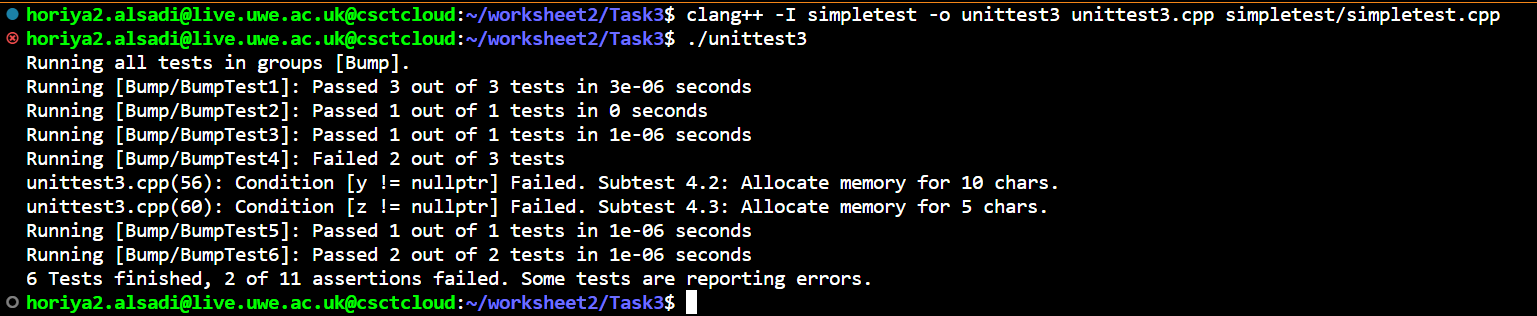 horiya2.alsadi@live.uwe.ac.uk@csctcloud:~/worksheet2/Task3$ clang++ -I simpletest -o unittest3 unittest3.cpp simpletest/simpletest.cpp
horiya2.alsadi@live.uwe.ac.uk@csctcloud:~/worksheet2/Task3$ ./unittest3
Running all tests in groups [Bump].
Running [Bump/BumpTest1]: Passed 3 out of 3 tests in 3e-06 seconds
Running [Bump/BumpTest2]: Passed 1 out of 1 tests in 0 seconds
Running [Bump/BumpTest3]: Passed 1 out of 1 tests in 1e-06 seconds
Running [Bump/BumpTest4]: Failed 2 out of 3 tests
unittest3.cpp(56): Condition [y != nullptr] Failed. Subtest 4.2: Allocate memory for 10 chars.
unittest3.cpp(60): Condition [z != nullptr] Failed. Subtest 4.3: Allocate memory for 5 chars.
Running [Bump/BumpTest5]: Passed 1 out of 1 tests in 1e-06 seconds
Running [Bump/BumpTest6]: Passed 2 out of 2 tests in 1e-06 seconds
6 Tests finished, 2 of 11 assertions failed. Some tests are reporting errors.
horiya2.alsadi@live.uwe.ac.uk@csctcloud:~/worksheet2/Task3$